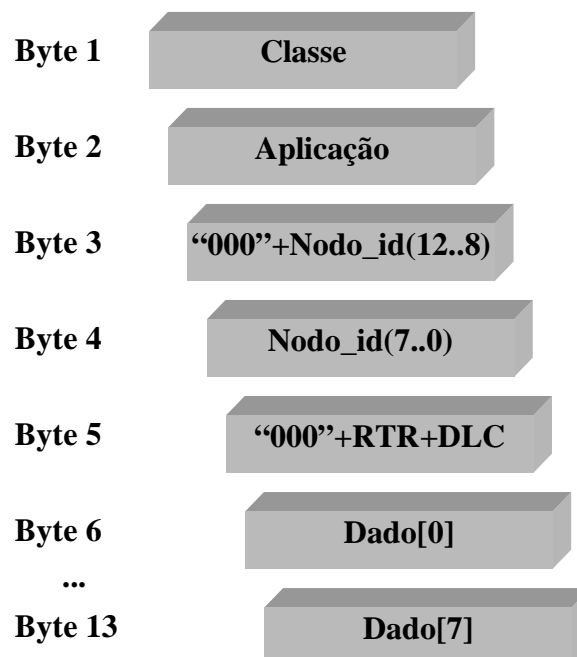 Byte 1 Classe
Byte 2 Aplicação
Byte 3 “000”+Nodo_id(12..8)
Byte 4 Nodo_id(7..0)
Byte 5 “000”+RTR+DLC
Byte 6 Dado[0]
...
Byte 13 Dado[7]